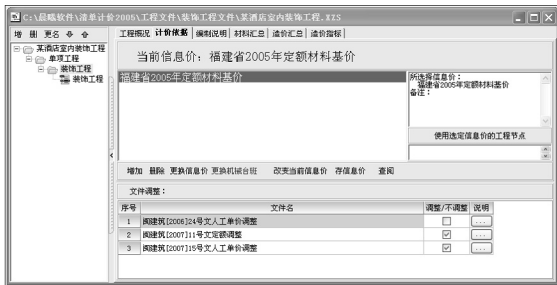 C:\晨曦软件\清单计价2005\工程文件\装饰工程文件\某酒店室内装饰工程.XZS
增 删 更名
工程概况 计价依据 编制说明 材料汇总 造价汇总 造价指标
某酒店室内装饰工程
单项工程
装饰工程
装饰工程
当前信息价：福建省2005年定额材料基价
福建省2005年定额材料基价
所选择信息价：
福建省2005年定额材料基价
备注：
使用选定信息价的工程节点
增加 删除 更换信息价 更换机械台班 改变当前信息价 存信息价 查阅
文件调整：
序号 文件名 调整/不调整 说明
1 闽建筑[2006]24号文人工单价调整 ...
2 闽建筑[2007]11号文定额调整 ...
3 闽建筑[2007]15号文人工单价调整 ...